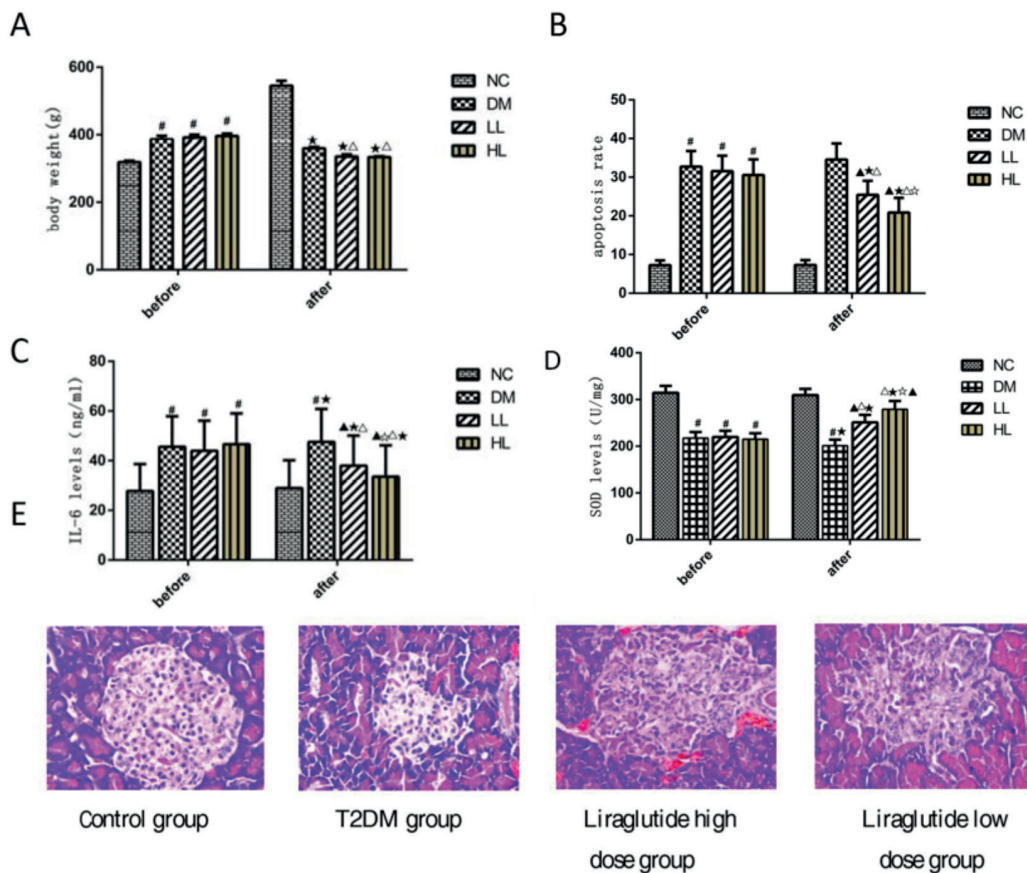 A
body weight(g)
600
400
200
0
#
#
#
★
★△
★△
before
after
NC
DM
LL
HL
B
apoptosis rate
50
40
30
20
10
0
#
#
#
▲★△
▲★△☆
before
after
NC
DM
LL
HL
C
IL-6 levels (ng/ml)
80
60
40
20
0
#
#
#
#★
▲★△
▲☆△★
before
after
NC
DM
LL
HL
D
SOD levels (U/mg)
400
300
200
100
0
#
#
#
#★
▲△★
△★☆▲
before
after
NC
DM
LL
HL
E
Control group
T2DM group
Liraglutide high
dose group
Liraglutide low
dose group